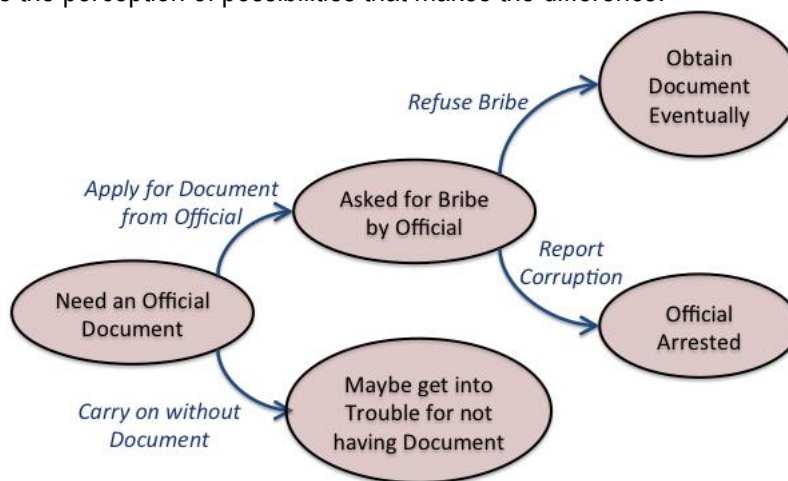 s the perception of possibilities that makes the difference.
Obtain
Document
Eventually
Refuse Bribe
Apply for Document
from Official
Asked for Bribe
by Official
Report
Corruption
Need an Official
Document
Official
Arrested
Maybe get into
Trouble for not
having Document
Carry on without
Document